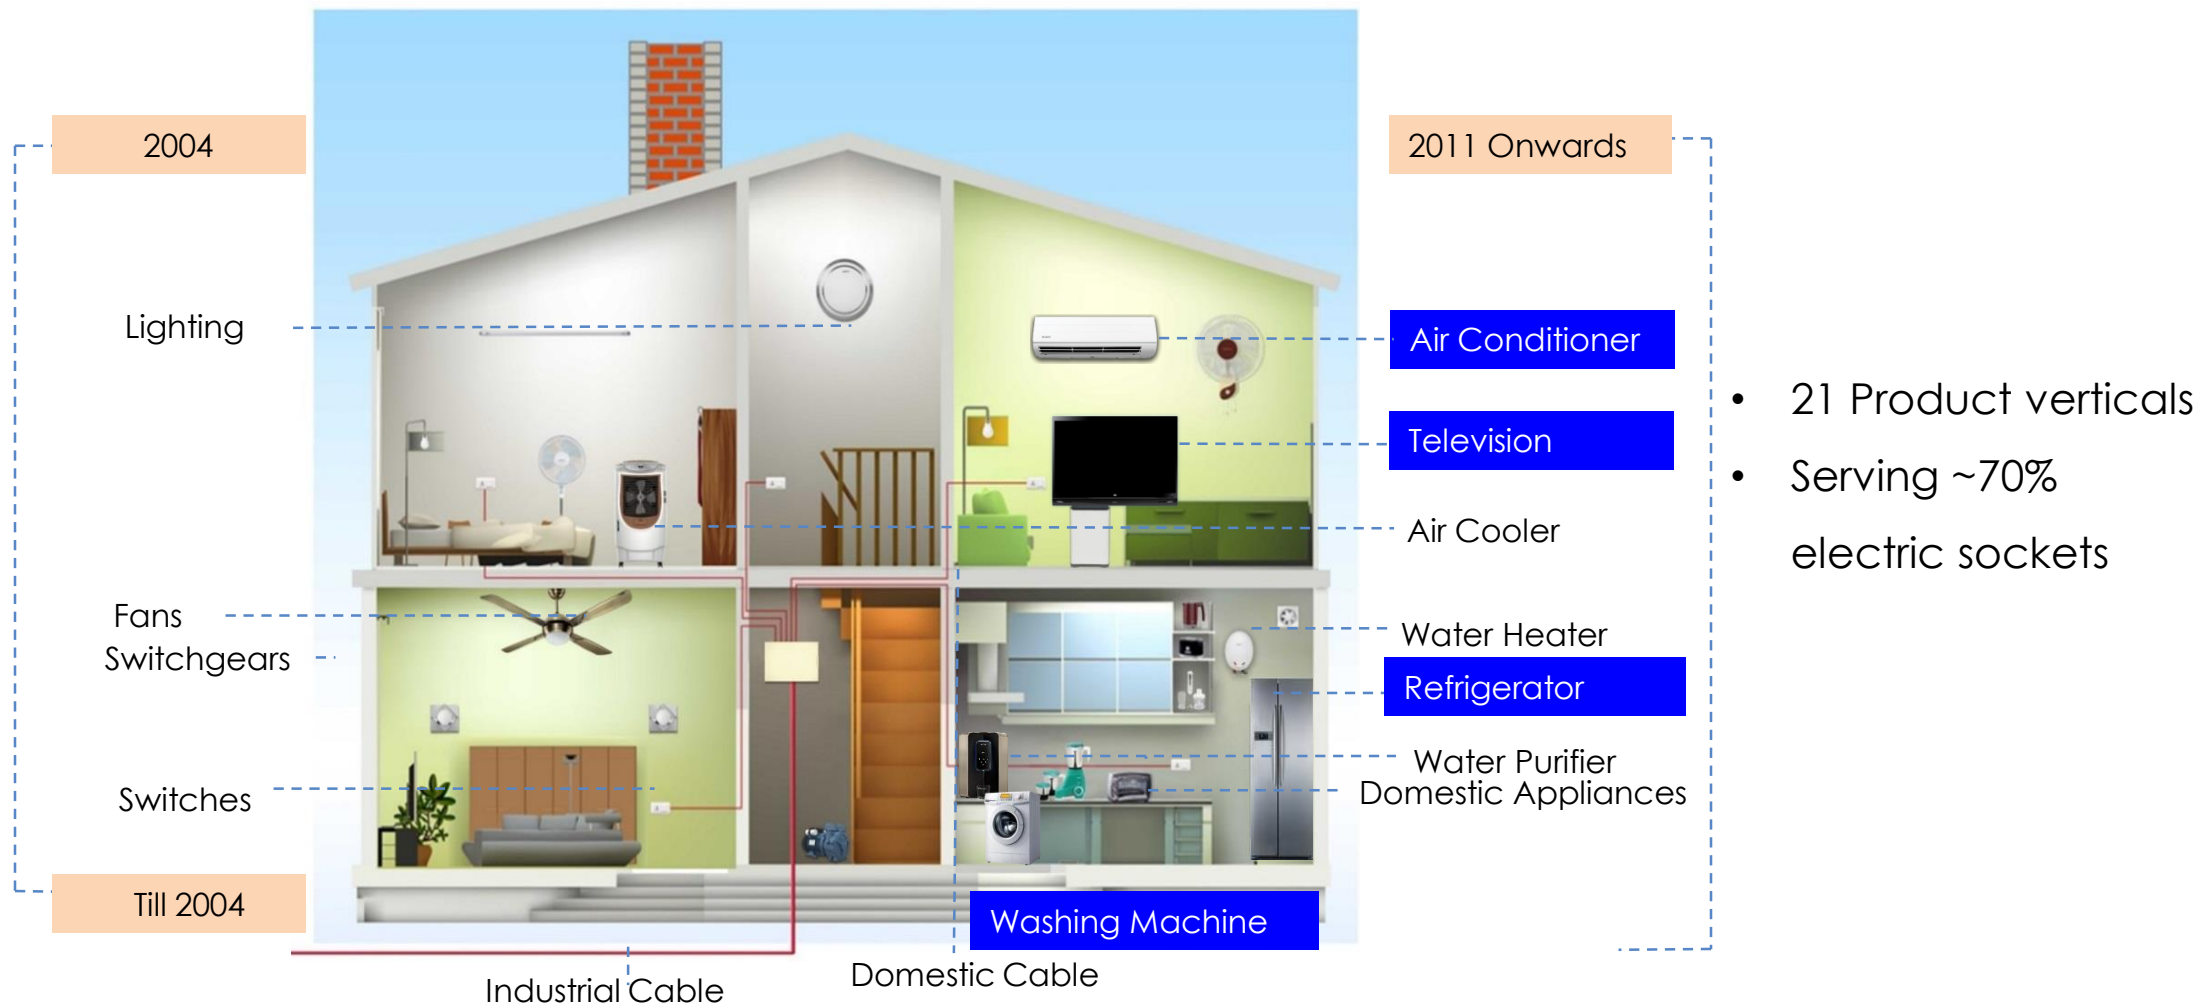 2004
Lighting
Fans
Switchgears
Switches
Till 2004
Industrial Cable
Domestic Cable
Washing Machine
2011 Onwards
Air Conditioner
Television
Air Cooler
Water Heater
Refrigerator
Water Purifier
Domestic Appliances
• 21 Product verticals
• Serving ~70%
electric sockets